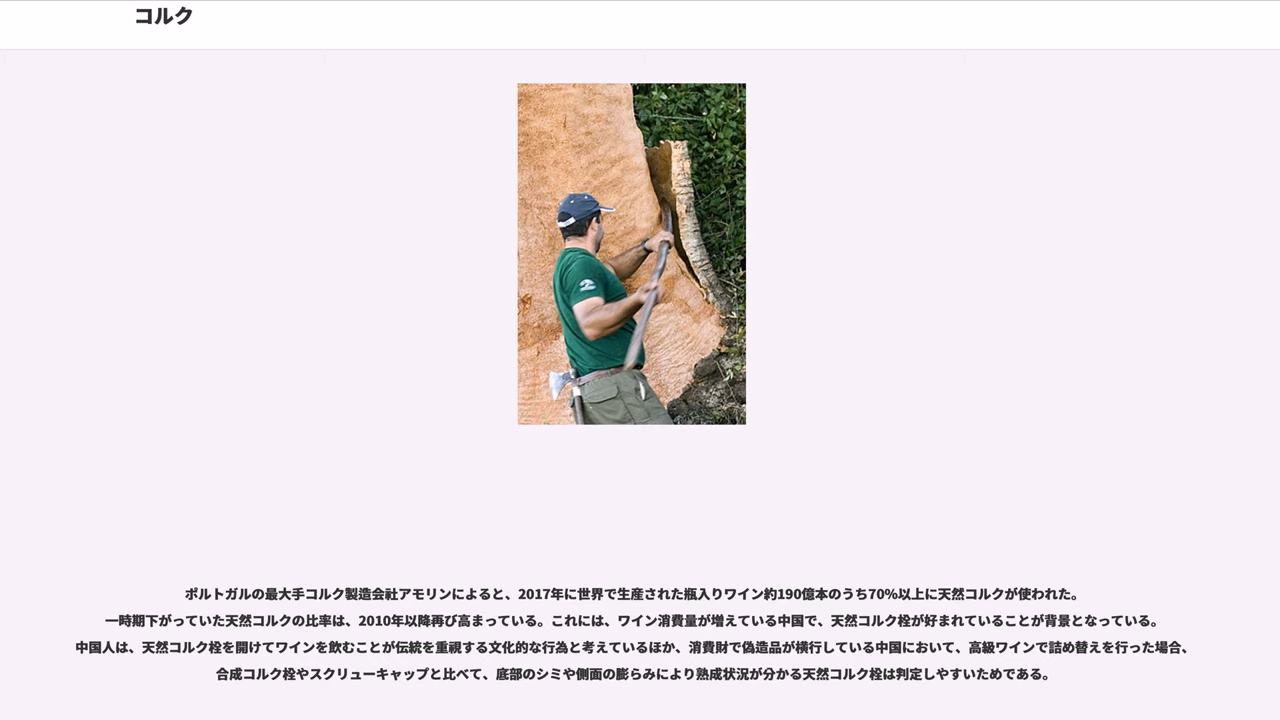 コルク
ポルトガルの最大手コルク製造会社アモリンによると、2017年に世界で生産された瓶入りワイン約190億本のうち70%以上に天然コルクが使われた。
一時期下がっていた天然コルクの比率は、2010年以降再び高まっている。これには、ワイン消費量が増えている中国で、天然コルク栓が好まれていることが背景となっている。
中国人は、天然コルク栓を開けてワインを飲むことが伝統を重視する文化的な行為と考えているほか、消費財で偽造品が横行している中国において、高級ワインで詰め替えを行った場合、
合成コルク栓やスクリューキャップと比べて、底部のシミや側面の膨らみにより熟成状況が分かる天然コルク栓は判定しやすいためである。